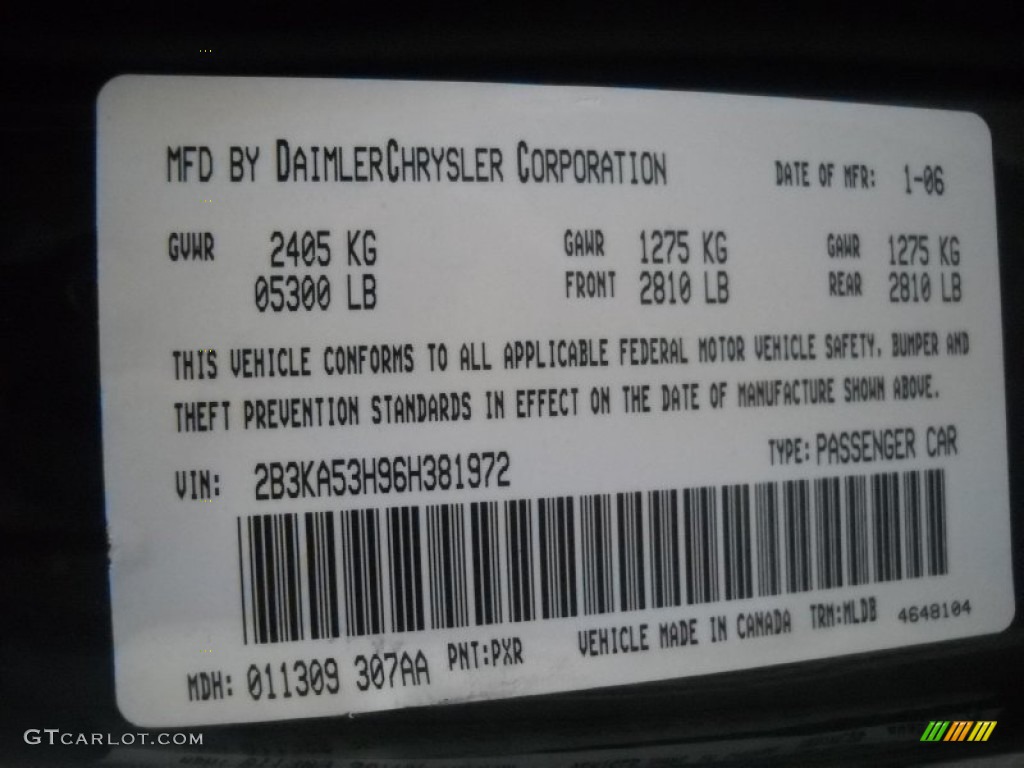 MFD BY DAIMLERCHRYSLER CORPORATION DATE OF MFR: 1-06
GVWR 2405 KG GAWR 1275 KG GAWR 1275 KG
05300 LB FRONT 2810 LB REAR 2810 LB
THIS VEHICLE CONFORMS TO ALL APPLICABLE FEDERAL MOTOR VEHICLE SAFETY, BUMPER AND
THEFT PREVENTION STANDARDS IN EFFECT ON THE DATE OF MANUFACTURE SHOWN ABOVE.
VIN: 2B3KA53H96H381972 TYPE: PASSENGER CAR
MDH: 011309 307AA PNT:PXR VEHICLE MADE IN CANADA TRM:MLDB 4648104
GTCARLOT.COM